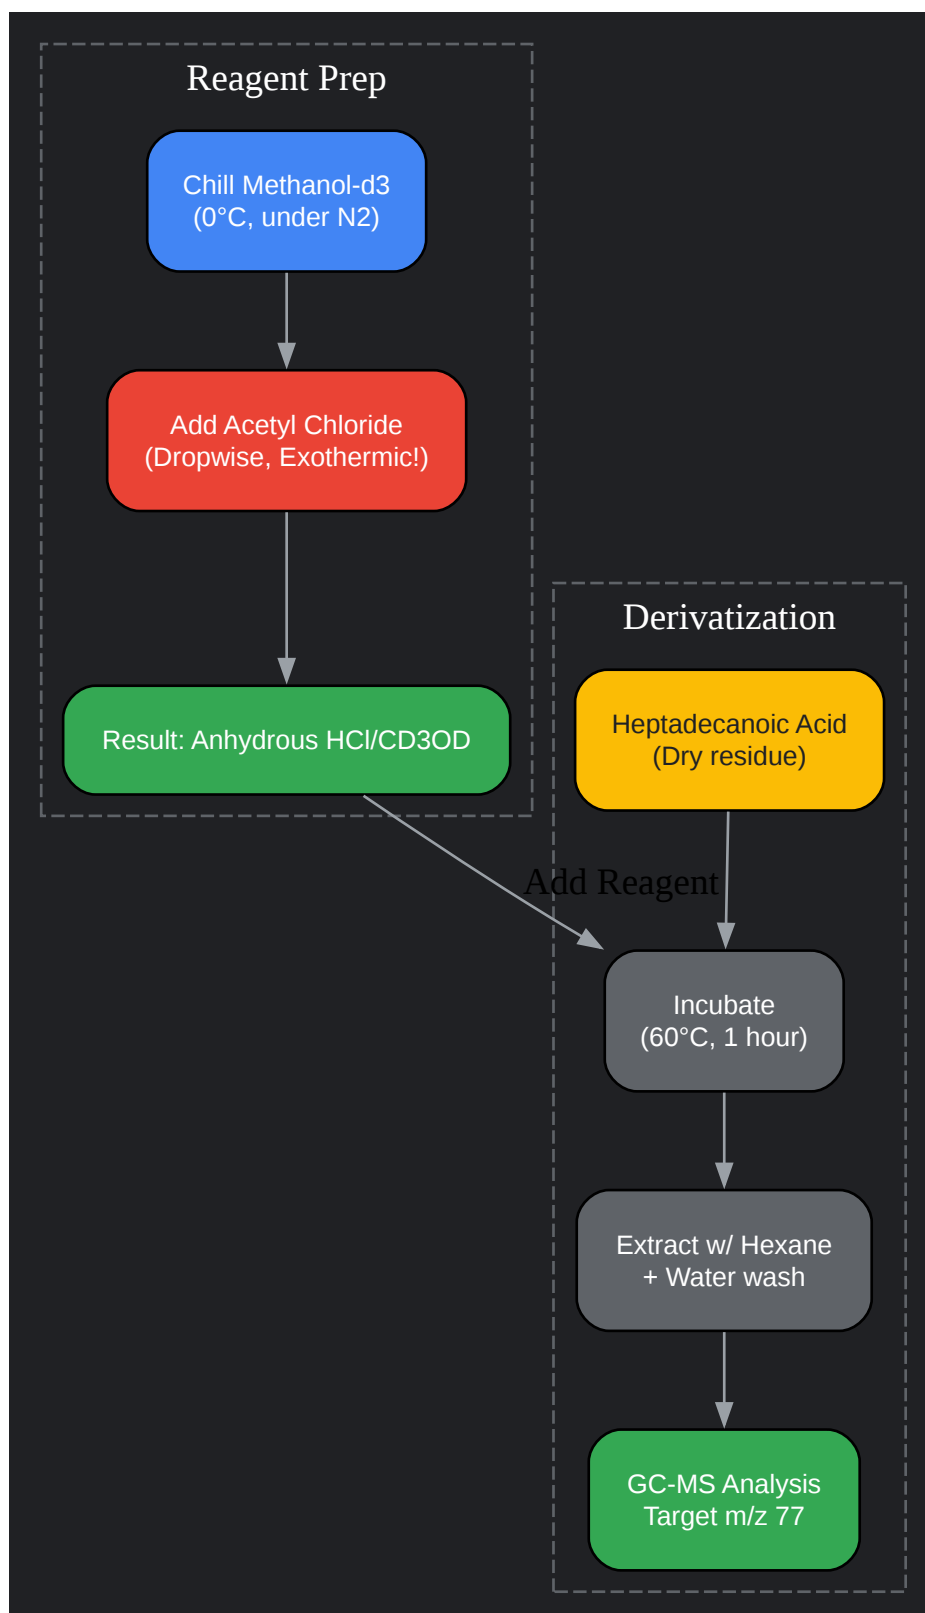 Reagent Prep
Chill Methanol-d3
(0°C, under N2)
Add Acetyl Chloride
(Dropwise, Exothermic!)
Result: Anhydrous HCl/CD3OD
Derivatization
Heptadecanoic Acid
(Dry residue)
Add Reagent
Incubate
(60°C, 1 hour)
Extract w/ Hexane
+ Water wash
GC-MS Analysis
Target m/z 77